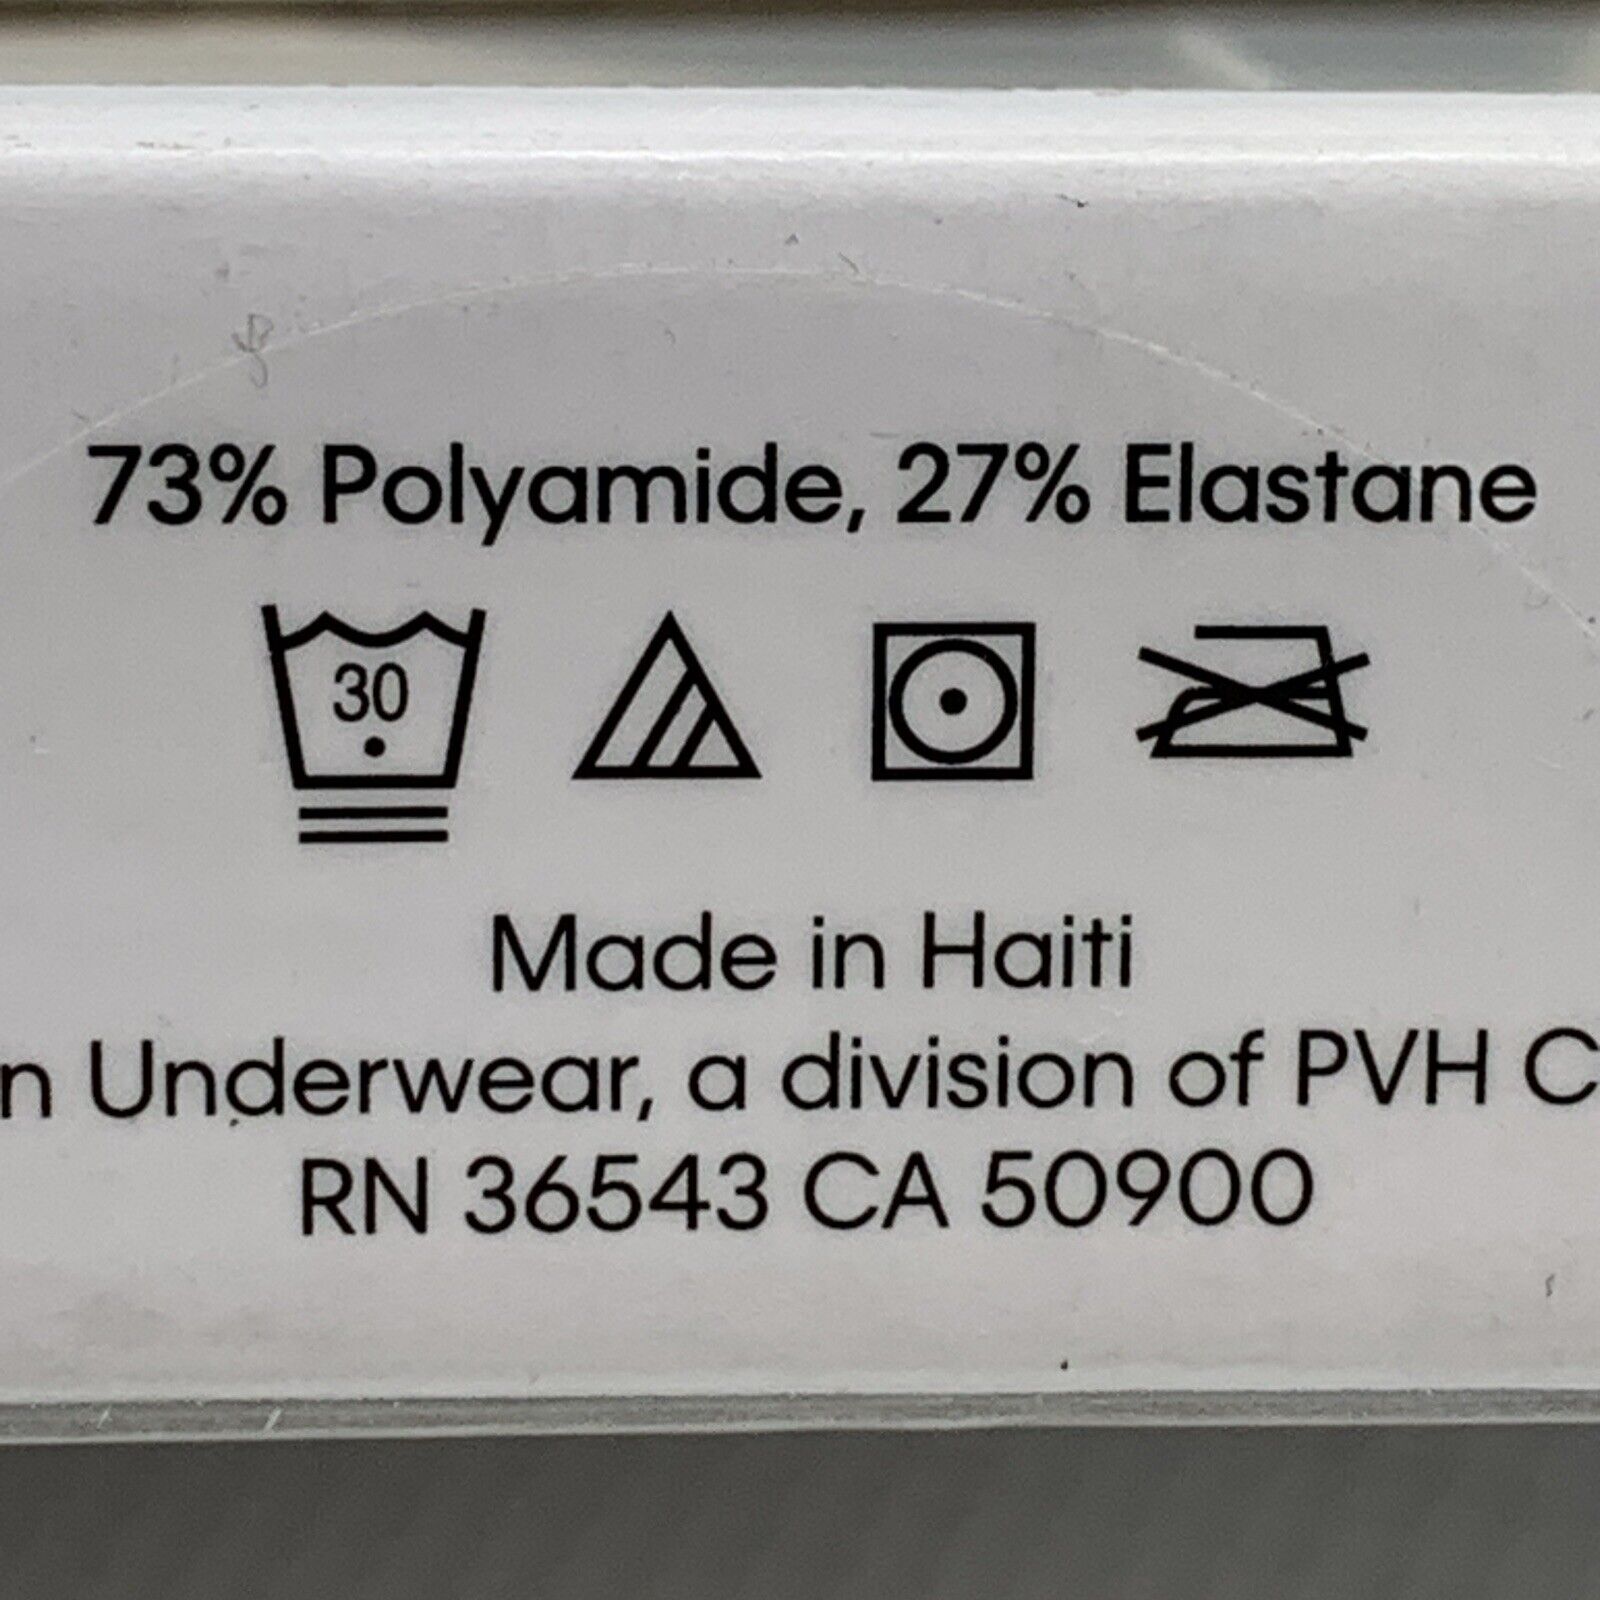 73% Polyamide, 27% Elastane
30
Made in Haiti
n Underwear, a division of PVH C
RN 36543 CA 50900